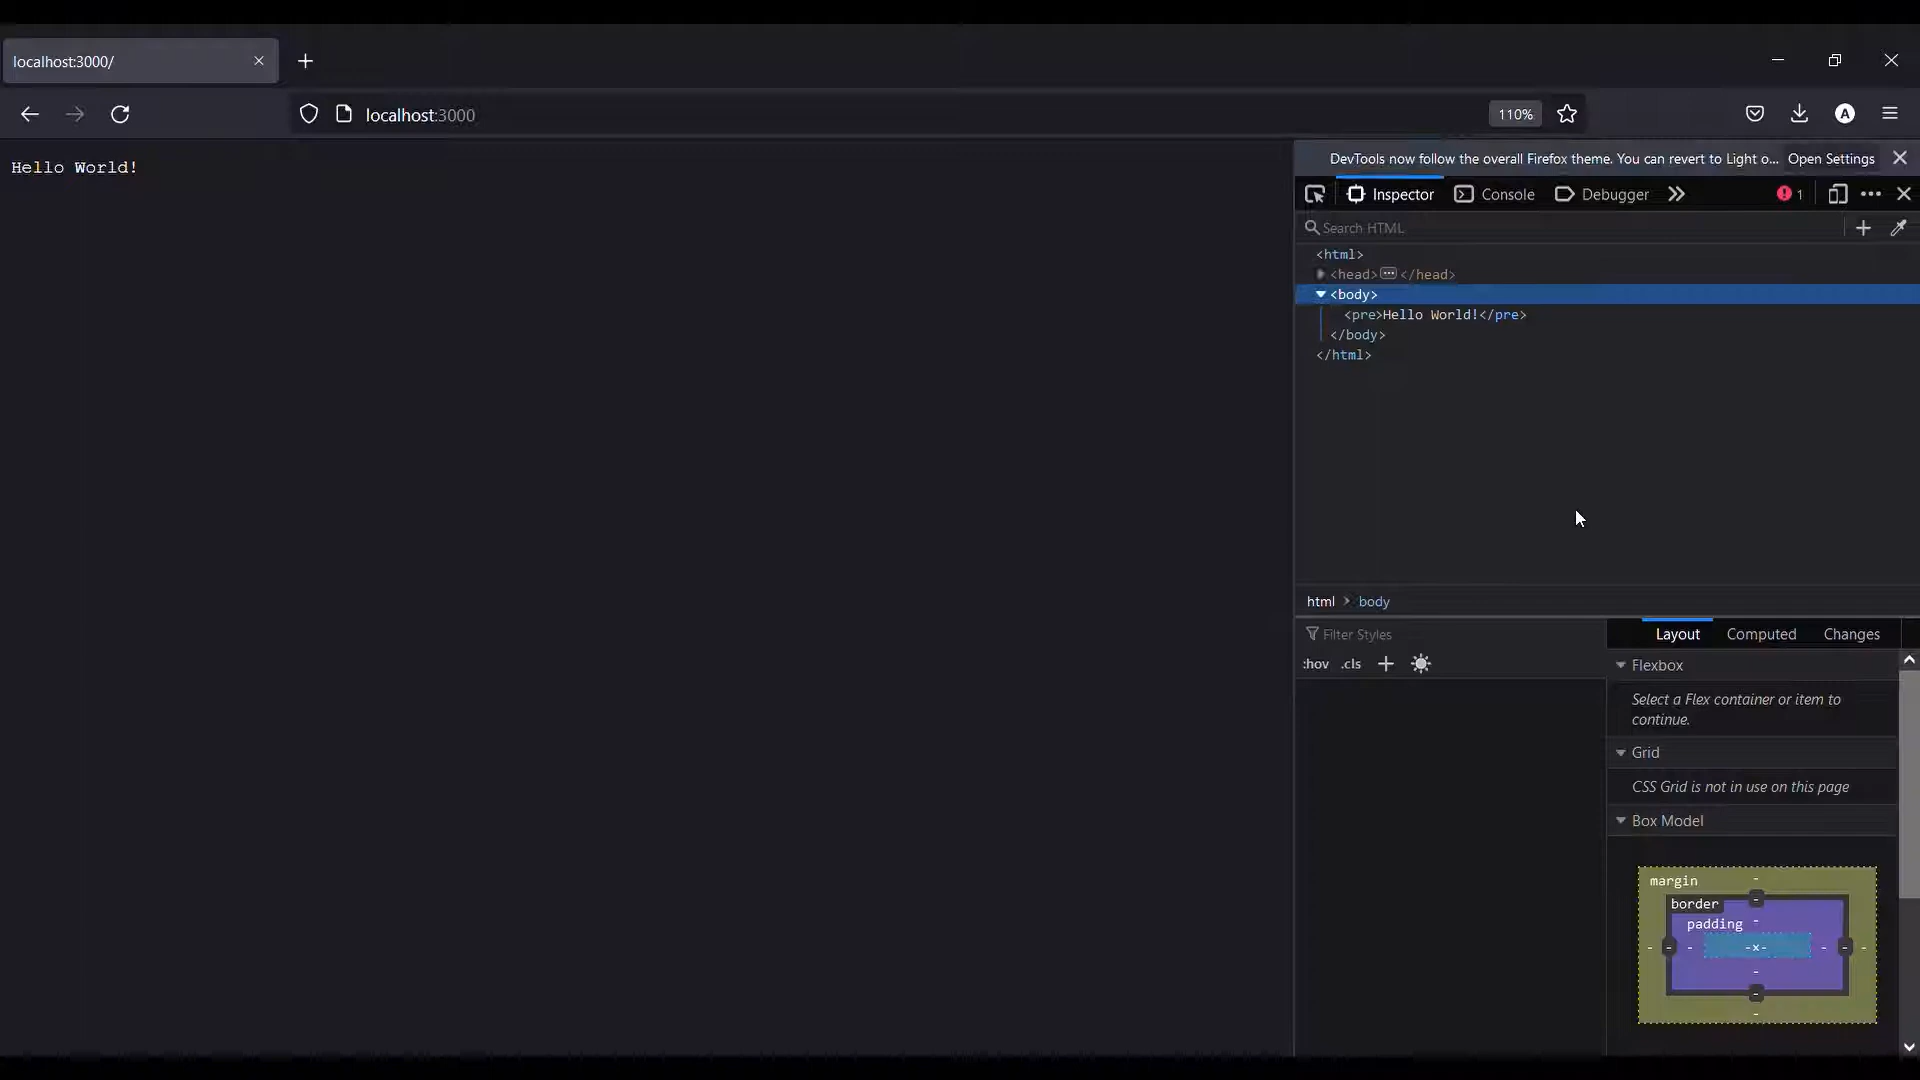 localhost:3000/
localhost:3000
110%
A
Hello World!
DevTools now follow the overall Firefox theme. You can revert to Light o... Open Settings
Inspector Console Debugger 1
Search HTML
<html>
<head> </head>
<body>
<pre>Hello World!</pre>
</body>
</html>
html > body
Filter Styles
:hov .cls +
Layout Computed Changes
Flexbox
Select a Flex container or item to
continue.
Grid
CSS Grid is not in use on this page
Box Model
margin -
border -
padding -
- - - -×- - - -
-
-
-